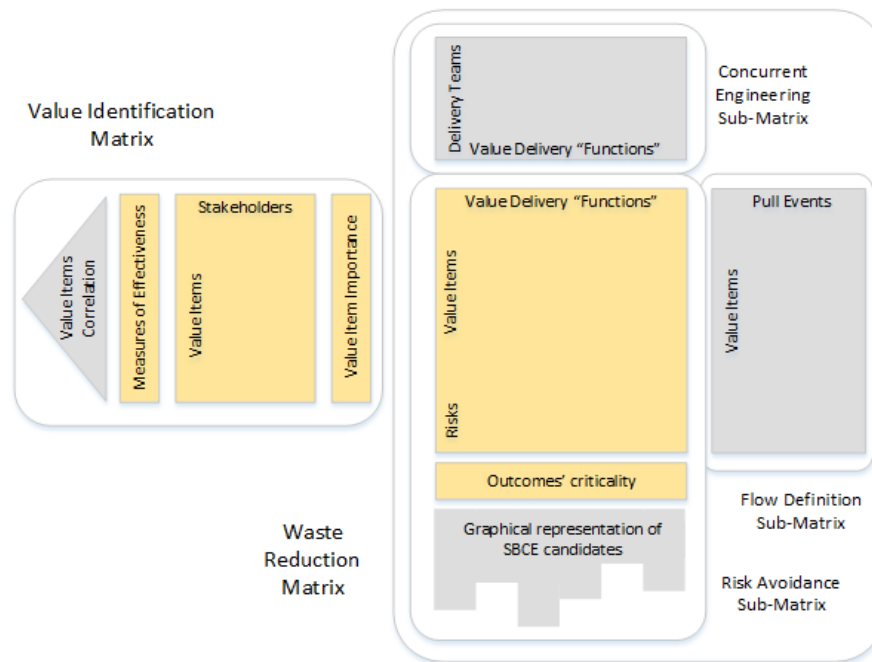 Value Identification
Matrix
Value Items
Correlation
Measures of Effectiveness
Stakeholders
Value Items
Value Item Importance
Delivery Teams
Value Delivery “Functions”
Concurrent
Engineering
Sub-Matrix
Value Delivery “Functions”
Value Items
Risks
Pull Events
Value Items
Outcomes’ criticality
Graphical representation of
SBCE candidates
Waste
Reduction
Matrix
Flow Definition
Sub-Matrix
Risk Avoidance
Sub-Matrix